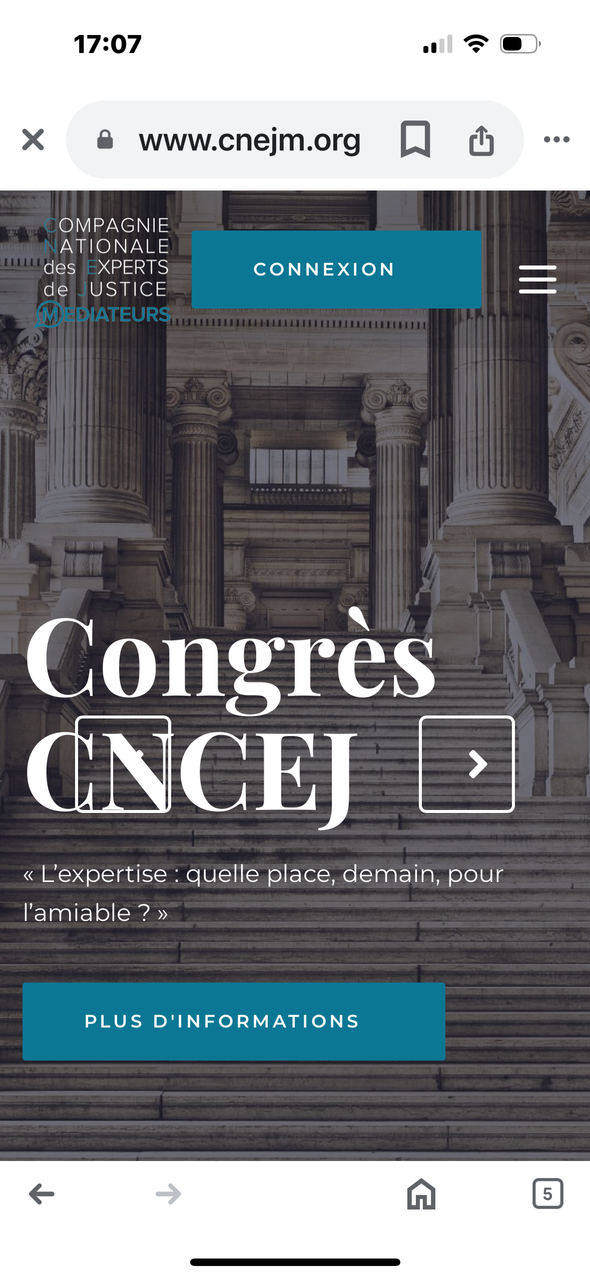 17:07
www.cnejm.org
COMPAGNIE
NATIONALE
des EXPERTS
de JUSTICE
MEDIATEURS
CONNEXION
Congrès
CNCEJ
« L’expertise : quelle place, demain, pour
l’amiable ? »
PLUS D'INFORMATIONS
5